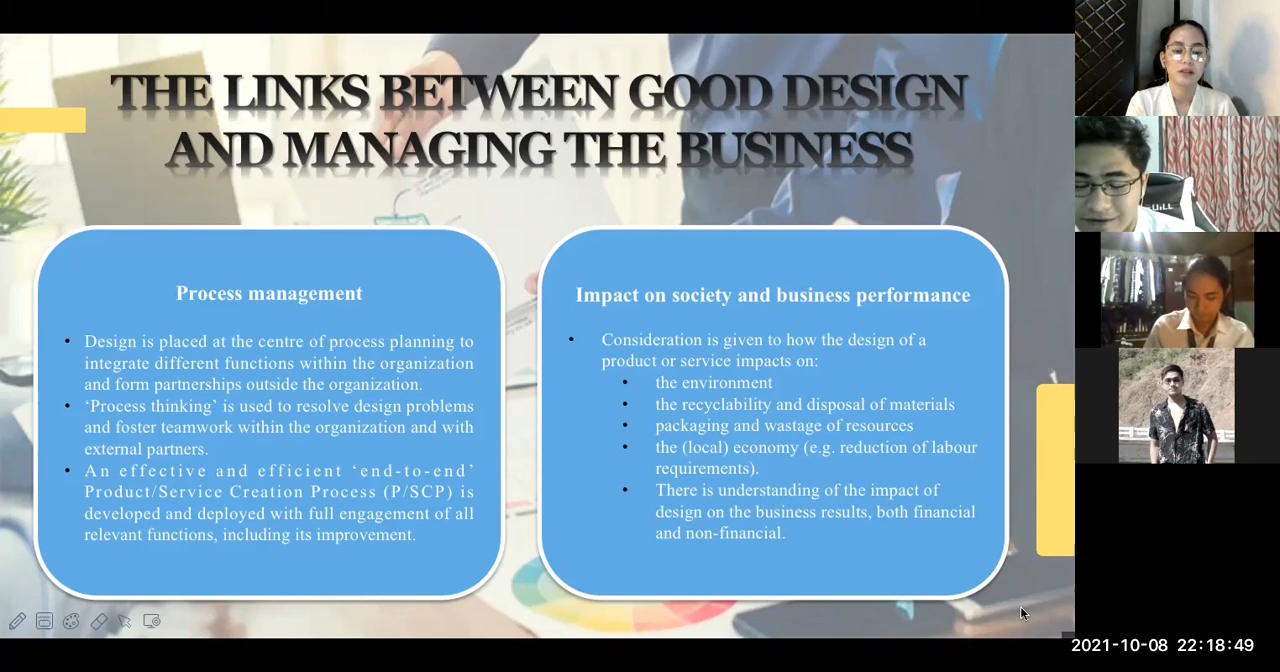 THE LINKS BETWEEN GOOD DESIGN
AND MANAGING THE BUSINESS
Process management
• Design is placed at the centre of process planning to
integrate different functions within the organization
and form partnerships outside the organization.
• ‘Process thinking’ is used to resolve design problems
and foster teamwork within the organization and with
external partners.
• An effective and efficient ‘end-to-end’
Product/Service Creation Process (P/SCP) is
developed and deployed with full engagement of all
relevant functions, including its improvement.
Impact on society and business performance
• Consideration is given to how the design of a
product or service impacts on:
• the environment
• the recyclability and disposal of materials
• packaging and wastage of resources
• the (local) economy (e.g. reduction of labour
requirements).
• There is understanding of the impact of
design on the business results, both financial
and non-financial.
2021-10-08 22:18:49